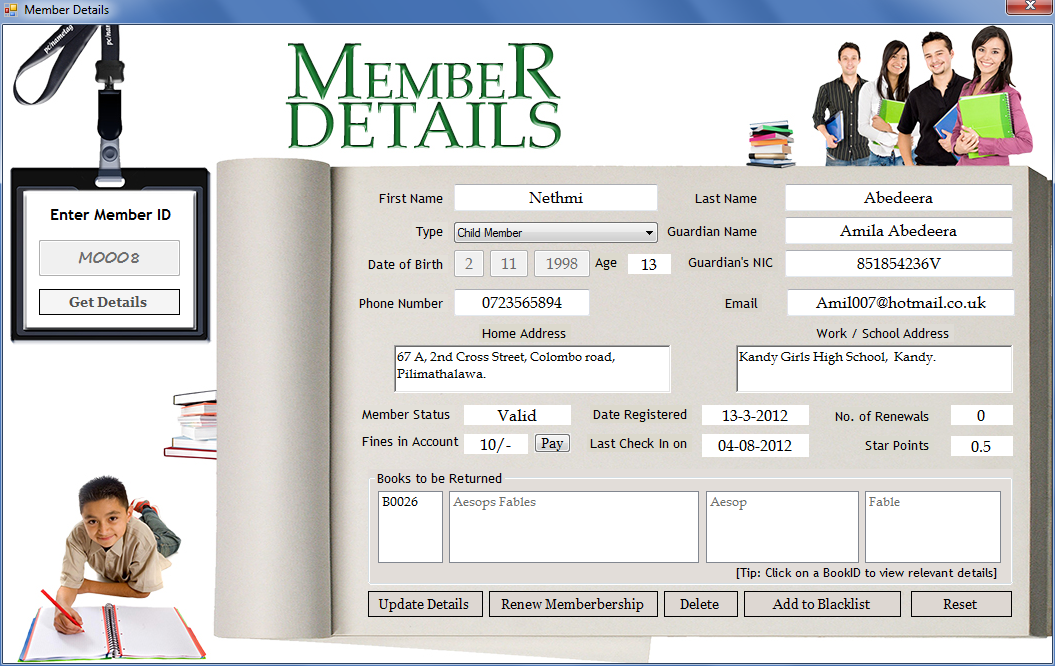 Member Details
pc/nametag
pc/nametag
MEMBER
DETAILS
Enter Member ID
M0008
Get Details
First Name
Nethmi
Last Name
Abedeera
Type
Child Member
Guardian Name
Amila Abedeera
Date of Birth
2
11
1998
Age
13
Guardian's NIC
851854236V
Phone Number
0723565894
Email
Amil007@hotmail.co.uk
Home Address
67 A, 2nd Cross Street, Colombo road,
Pilimathalawa.
Work / School Address
Kandy Girls High School,  Kandy.
Member Status
Valid
Date Registered
13-3-2012
No. of Renewals
0
Fines in Account
10/-
Pay
Last Check In on
04-08-2012
Star Points
0.5
Books to be Returned
B0026
Aesops Fables
Aesop
Fable
[Tip: Click on a BookID to view relevant details]
Update Details
Renew Memberbership
Delete
Add to Blacklist
Reset